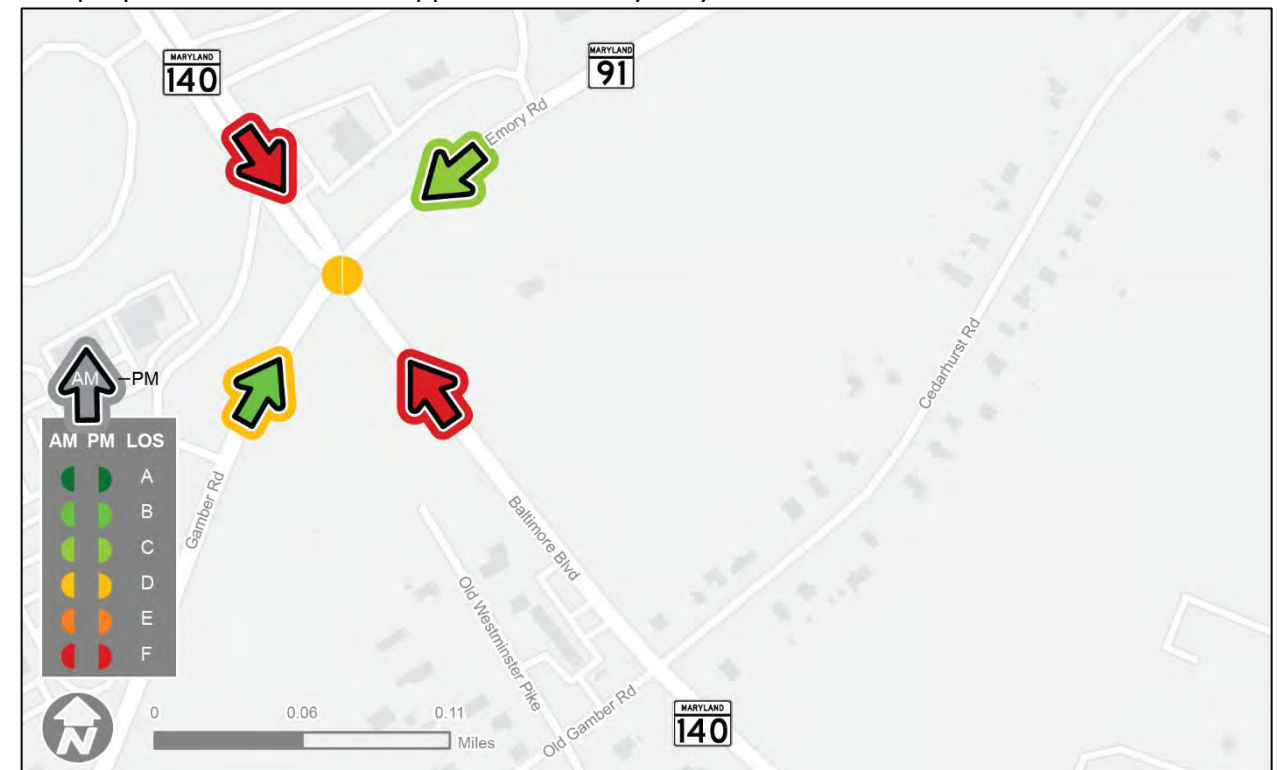 MARYLAND
140
MARYLAND
91
Emory Rd
Cedarhurst Rd
AM
PM
AM PM LOS
A
B
C
D
E
F
Gamber Rd
Baltimore Blvd
Old Westminster Pike
Old Gamber Rd
MARYLAND
140
N
0 0.06 0.11
Miles